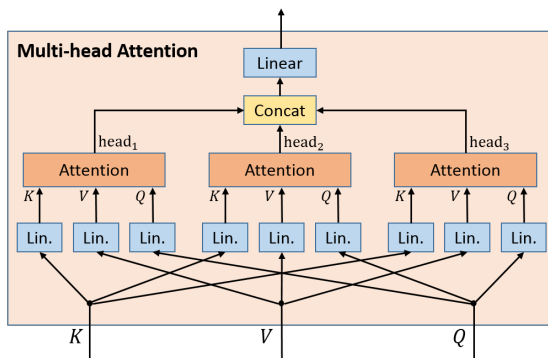 Multi-head Attention
Linear
Concat
head₁ head₂ head₃
Attention Attention Attention
K V Q K V Q K V Q
Lin. Lin. Lin. Lin. Lin. Lin. Lin. Lin. Lin.
K V Q